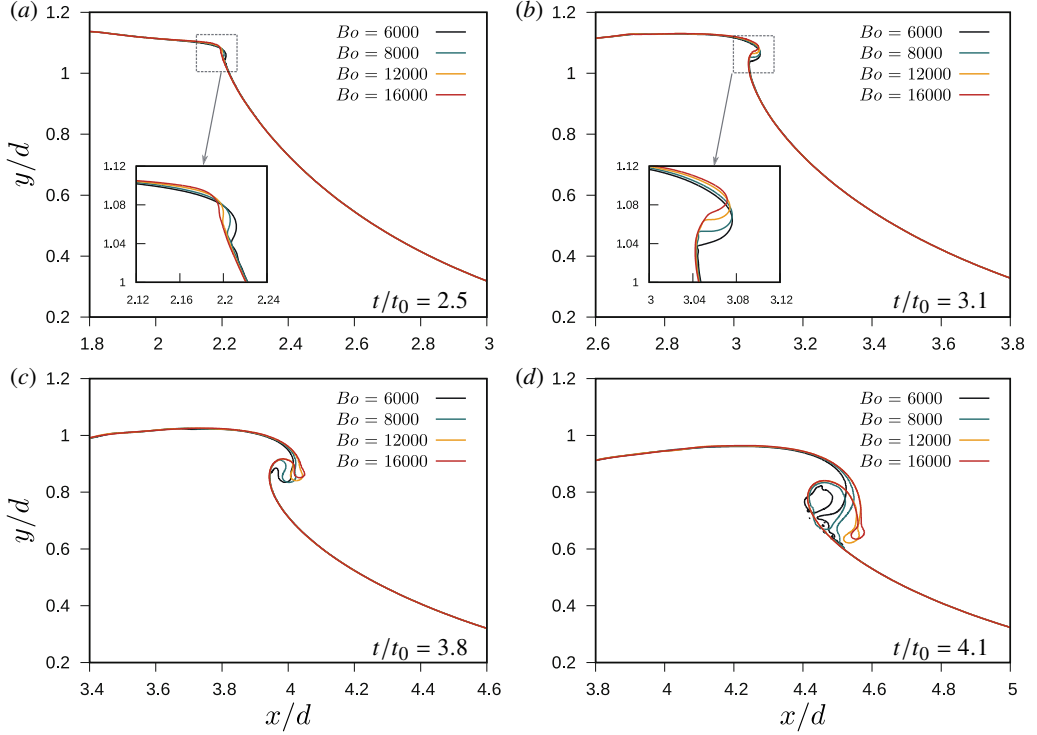 (a)
1.2
1
0.8
0.6
0.4
0.2
y/d
Bo = 6000
Bo = 8000
Bo = 12000
Bo = 16000
1.12
1.08
1.04
1
2.12 2.16 2.2 2.24
t/t0 = 2.5
1.8 2 2.2 2.4 2.6 2.8 3
(b)
1.2
1
0.8
0.6
0.4
0.2
Bo = 6000
Bo = 8000
Bo = 12000
Bo = 16000
1.12
1.08
1.04
1
3 3.04 3.08 3.12
t/t0 = 3.1
2.6 2.8 3 3.2 3.4 3.6 3.8
(c)
1.2
1
0.8
0.6
0.4
0.2
y/d
Bo = 6000
Bo = 8000
Bo = 12000
Bo = 16000
t/t0 = 3.8
3.4 3.6 3.8 4 4.2 4.4 4.6
x/d
(d)
1.2
1
0.8
0.6
0.4
0.2
Bo = 6000
Bo = 8000
Bo = 12000
Bo = 16000
t/t0 = 4.1
3.8 4 4.2 4.4 4.6 4.8 5
x/d